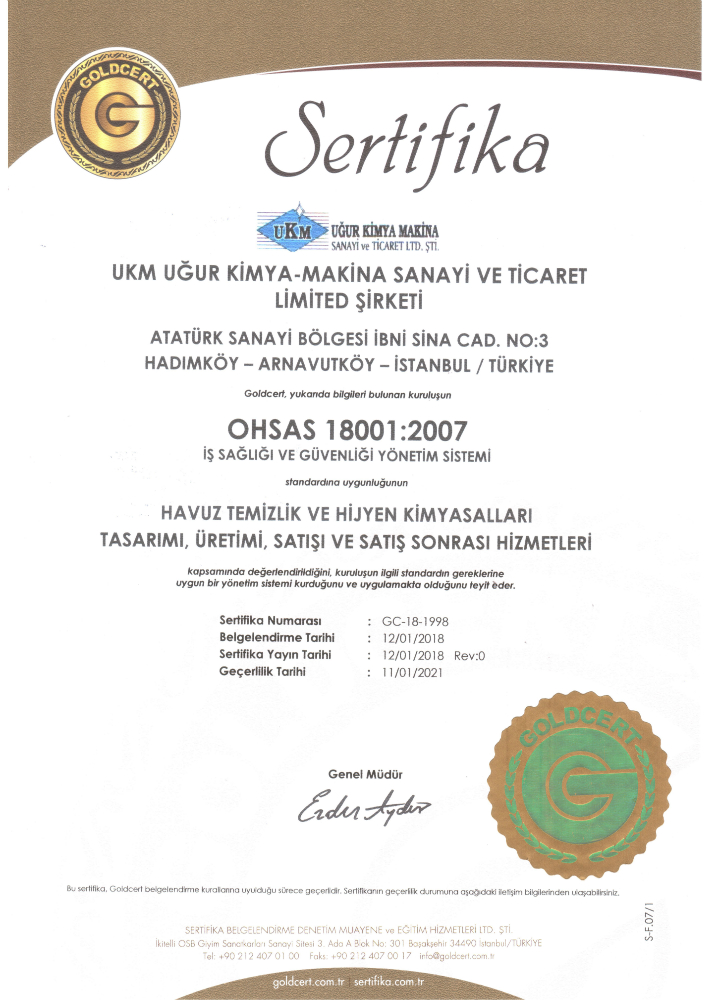 GOLDCERT
Sertifika
UKM UĞUR KİMYA MAKİNA
SANAYİ ve TİCARET LTD. ŞTİ.
UKM UĞUR KİMYA-MAKİNA SANAYİ VE TİCARET
LİMİTED ŞİRKETİ
ATATÜRK SANAYİ BÖLGESİ İBNİ SİNA CAD. NO:3
HADIMKÖY – ARNAVUTKÖY – İSTANBUL / TÜRKİYE
Goldcert, yukarıda bilgileri bulunan kuruluşun
OHSAS 18001:2007
İŞ SAĞLIĞI VE GÜVENLİĞİ YÖNETİM SİSTEMİ
standardına uygunluğunun
HAVUZ TEMİZLİK VE HİJYEN KİMYASALLARI
TASARIMI, ÜRETİMİ, SATIŞI VE SATIŞ SONRASI HİZMETLERİ
kapsamında değerlendirildiğini, kuruluşun ilgili standardın gereklerine
uygun bir yönetim sistemi kurduğunu ve uygulamakta olduğunu teyit eder.
Sertifika Numarası : GC-18-1998
Belgelendirme Tarihi : 12/01/2018
Sertifika Yayın Tarihi : 12/01/2018 Rev:0
Geçerlilik Tarihi : 11/01/2021
GOLDCERT
Genel Müdür
Bu sertifika, Goldcert belgelendirme kurallarına uyulduğu sürece geçerlidir. Sertifikanın geçerlilik durumuna aşağıdaki iletişim bilgilerinden ulaşabilirsiniz.
S-F.07/1
SERTİFİKA BELGELENDİRME DENETİM MUAYENE ve EĞİTİM HİZMETLERİ LTD. ŞTİ.
İkitelli OSB Giyim Sanatkarları Sanayi Sitesi 3. Ada A Blok No: 301 Başakşehir 34490 İstanbul/TÜRKİYE
Tel: +90 212 407 01 00 Faks: +90 212 407 00 17 info@goldcert.com.tr
goldcert.com.tr sertifika.com.tr